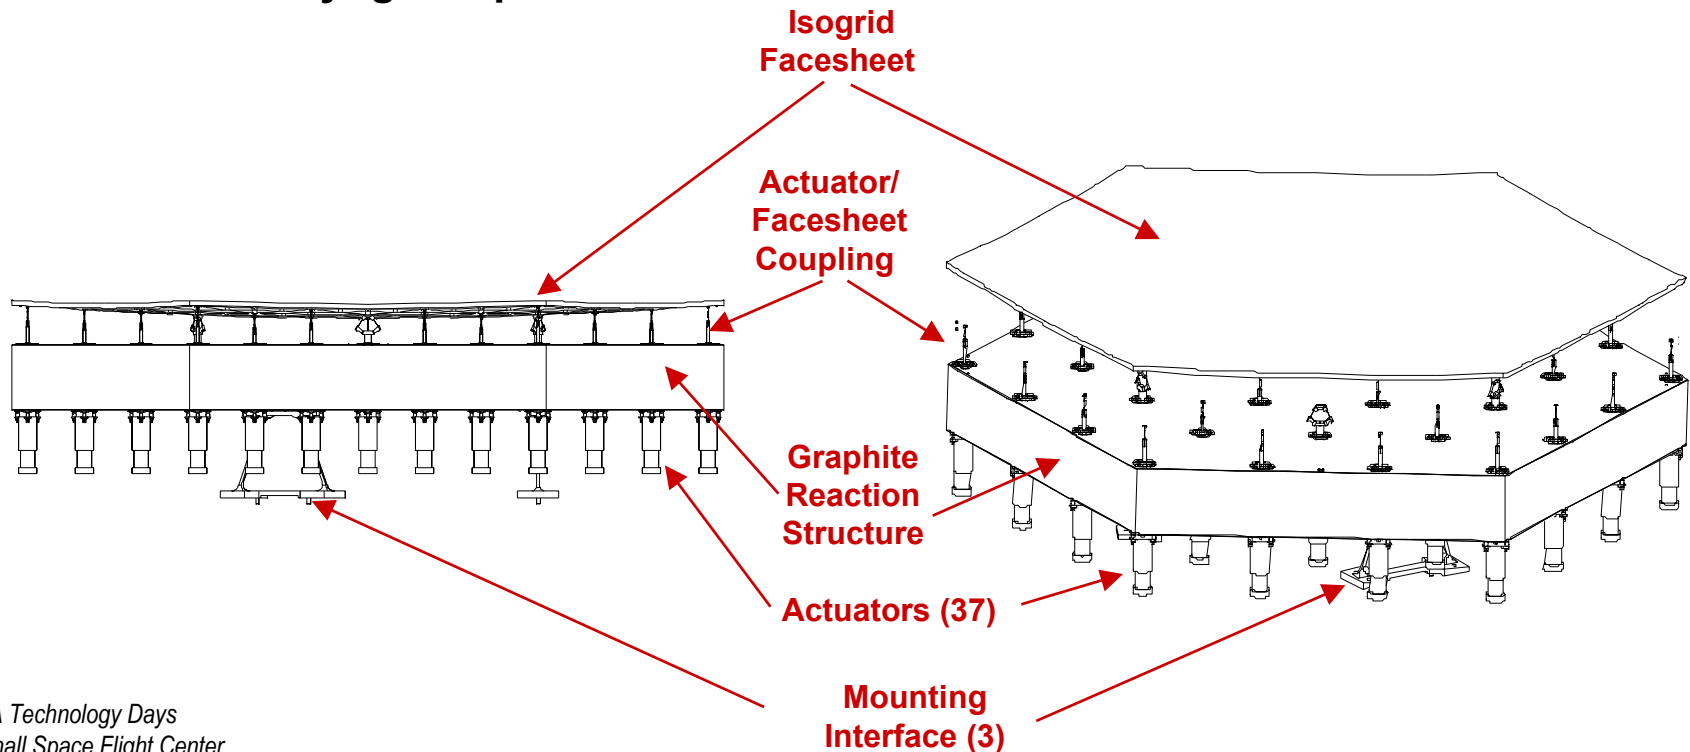 Isogrid
Facesheet
Actuator/
Facesheet
Coupling
Graphite
Reaction
Structure
Actuators (37)
Mounting
Interface (3)
Technology Days
Space Flight Center